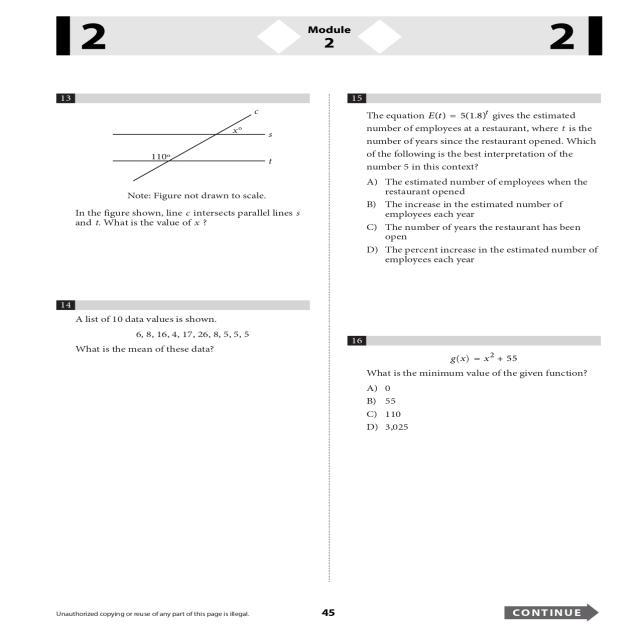 2
Module
2
2
13
c
x°
s
110°
t
Note: Figure not drawn to scale.
In the figure shown, line c intersects parallel lines s
and t. What is the value of x ?
14
A list of 10 data values is shown.
6, 8, 16, 4, 17, 26, 8, 5, 5, 5
What is the mean of these data?
15
The equation E(t) = 5(1.8)^t gives the estimated
number of employees at a restaurant, where t is the
number of years since the restaurant opened. Which
of the following is the best interpretation of the
number 5 in this context?
A) The estimated number of employees when the
restaurant opened
B) The increase in the estimated number of
employees each year
C) The number of years the restaurant has been
open
D) The percent increase in the estimated number of
employees each year
16
g(x) = x² + 55
What is the minimum value of the given function?
A) 0
B) 55
C) 110
D) 3,025
Unauthorized copying or reuse of any part of this page is illegal.
45
CONTINUE